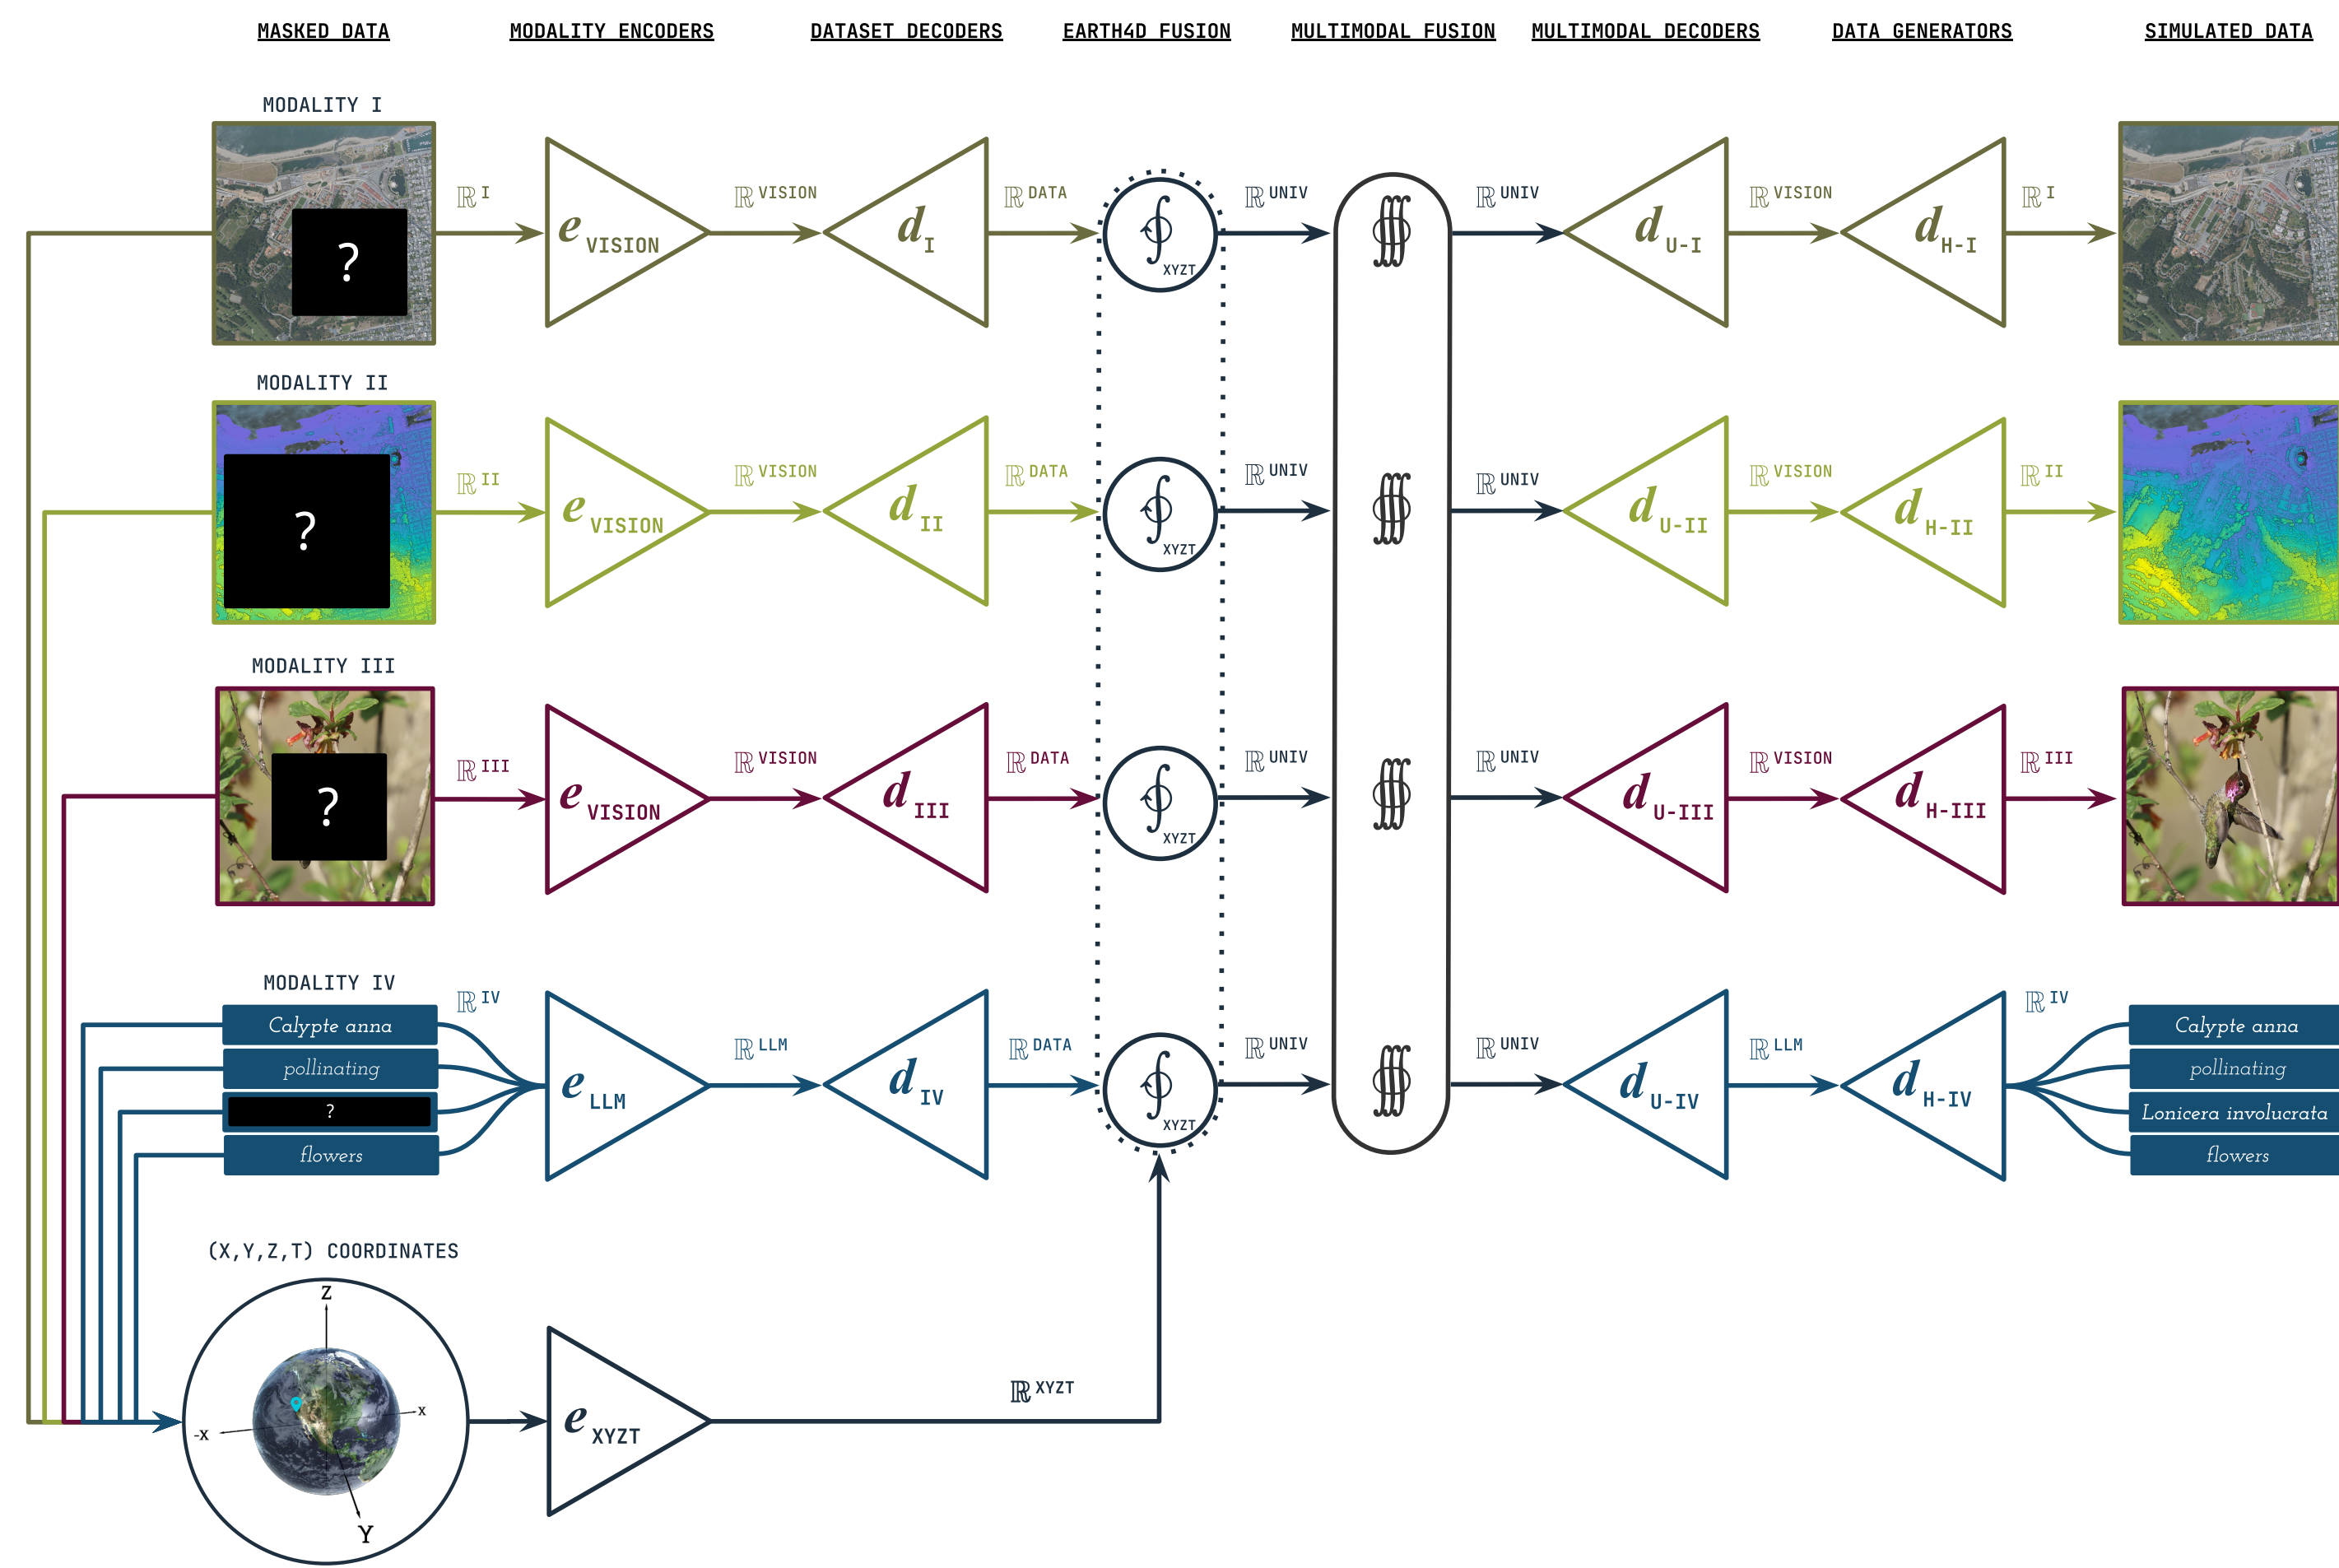 MASKED DATA MODALITY ENCODERS DATASET DECODERS EARTH4D FUSION MULTIMODAL FUSION MULTIMODAL DECODERS DATA GENERATORS SIMULATED DATA
MODALITY I
ℝ I ℝ VISION ℝ DATA ℝ UNIV ℝ UNIV ℝ VISION ℝ I
? e VISION d I ∮ XYZT ∰ d U-I d H-I
MODALITY II
ℝ II ℝ VISION ℝ DATA ℝ UNIV ℝ UNIV ℝ VISION ℝ II
? e VISION d II ∮ XYZT ∰ d U-II d H-II
MODALITY III
ℝ III ℝ VISION ℝ DATA ℝ UNIV ℝ UNIV ℝ VISION ℝ III
? e VISION d III ∮ XYZT ∰ d U-III d H-III
MODALITY IV
ℝ IV ℝ LLM ℝ DATA ℝ UNIV ℝ UNIV ℝ LLM ℝ IV
Calypte anna
pollinating
?
flowers
e LLM d IV ∮ XYZT ∰ d U-IV d H-IV
Calypte anna
pollinating
Lonicera involucrata
flowers
(X,Y,Z,T) COORDINATES
Z
-X
X
Y
e XYZT
ℝ XYZT